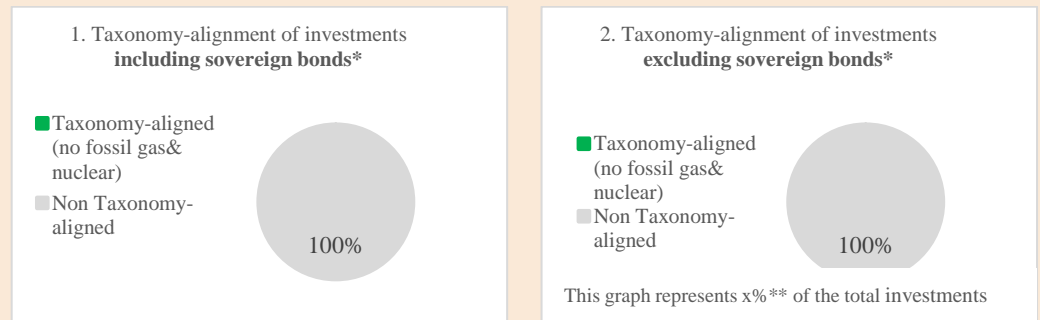 1. Taxonomy-alignment of investments
including sovereign bonds*
Taxonomy-aligned
(no fossil gas&
nuclear)
Non Taxonomy-
aligned
100%
2. Taxonomy-alignment of investments
excluding sovereign bonds*
Taxonomy-aligned
(no fossil gas&
nuclear)
Non Taxonomy-
aligned
100%
This graph represents x%** of the total investments